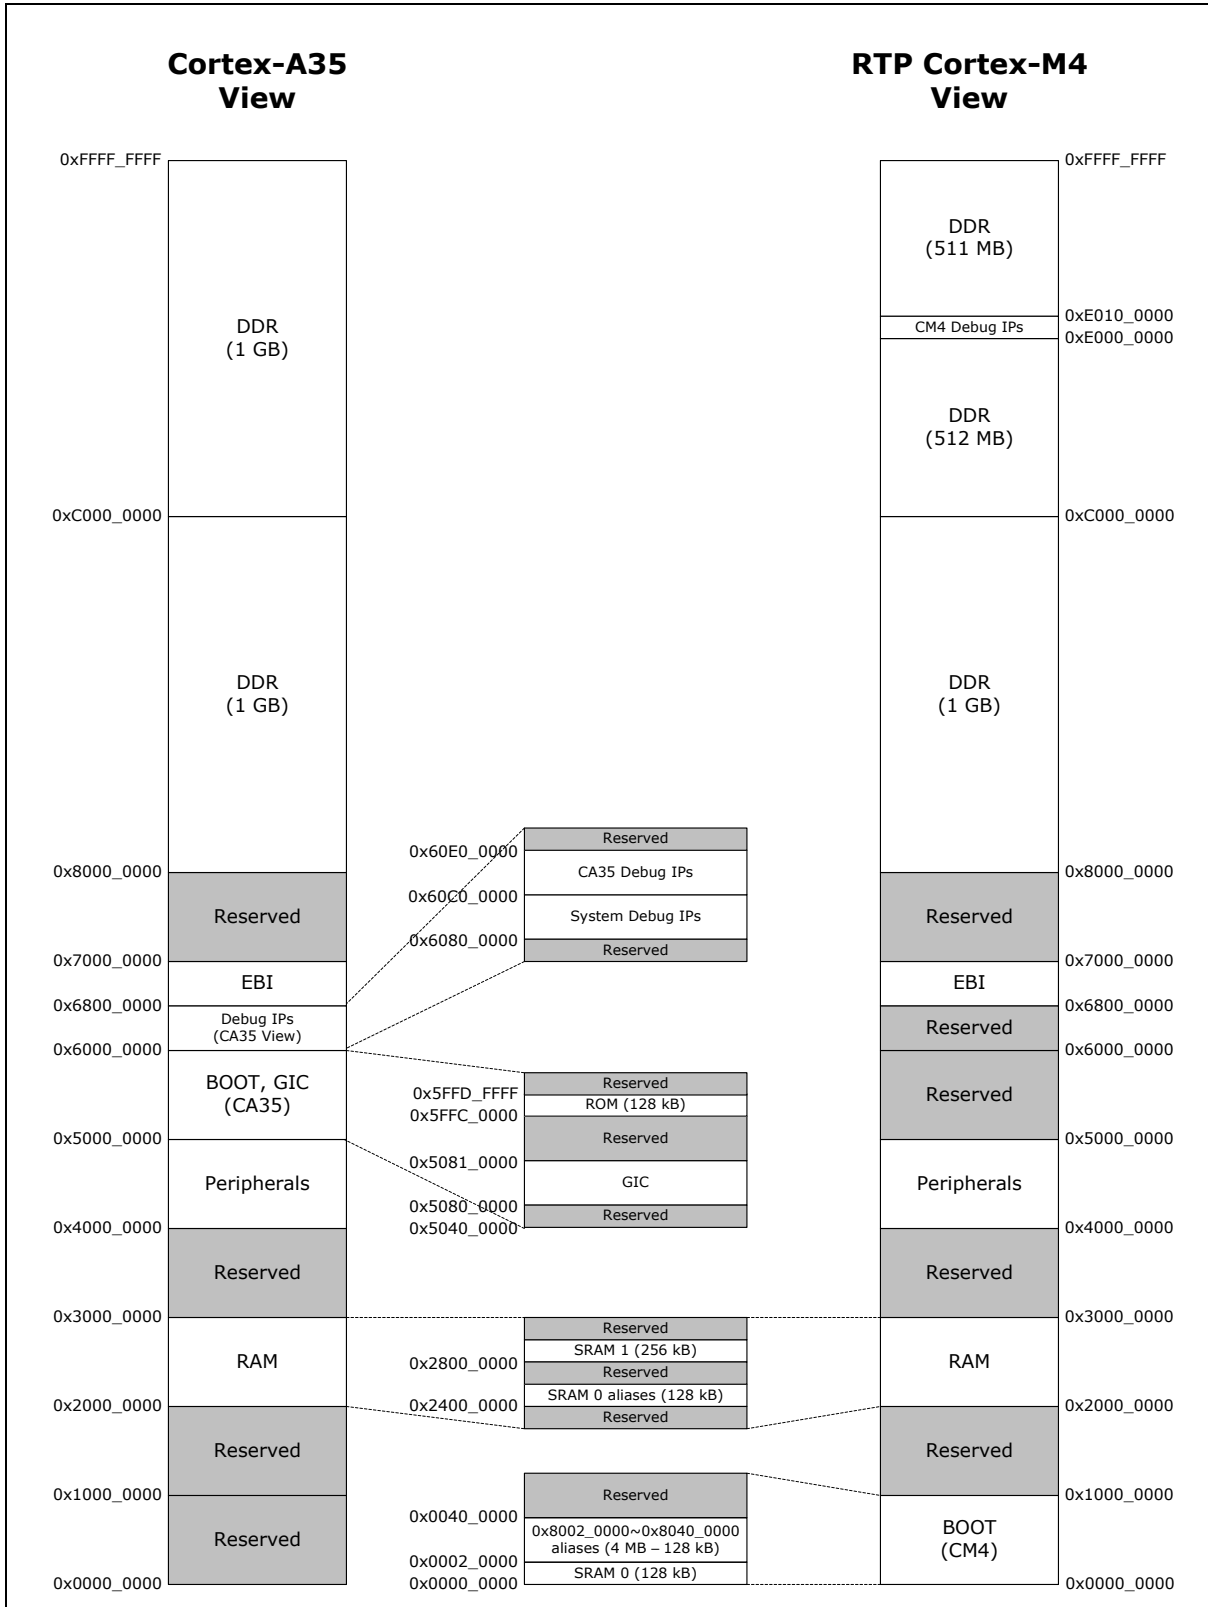 Cortex-A35
View
RTP Cortex-M4
View
0xFFFF_FFFF
DDR
(1 GB)
0xC000_0000
DDR
(1 GB)
0x8000_0000
Reserved
0x7000_0000
EBI
0x6800_0000
Debug IPs
(CA35 View)
0x6000_0000
BOOT, GIC
(CA35)
0x5000_0000
Peripherals
0x4000_0000
Reserved
0x3000_0000
RAM
0x2000_0000
Reserved
0x1000_0000
Reserved
0x0000_0000
Reserved
0x60E0_0000
CA35 Debug IPs
0x60C0_0000
System Debug IPs
0x6080_0000
Reserved
Reserved
0x5FFD_FFFF
ROM (128 kB)
0x5FFC_0000
Reserved
0x5081_0000
GIC
0x5080_0000
Reserved
0x5040_0000
Reserved
SRAM 1 (256 kB)
0x2800_0000
Reserved
SRAM 0 aliases (128 kB)
0x2400_0000
Reserved
Reserved
0x0040_0000
0x8002_0000~0x8040_0000
aliases (4 MB – 128 kB)
0x0002_0000
SRAM 0 (128 kB)
0x0000_0000
0xFFFF_FFFF
DDR
(511 MB)
0xE010_0000
CM4 Debug IPs
0xE000_0000
DDR
(512 MB)
0xC000_0000
DDR
(1 GB)
0x8000_0000
Reserved
0x7000_0000
EBI
0x6800_0000
Reserved
0x6000_0000
Reserved
0x5000_0000
Peripherals
0x4000_0000
Reserved
0x3000_0000
RAM
0x2000_0000
Reserved
0x1000_0000
BOOT
(CM4)
0x0000_0000